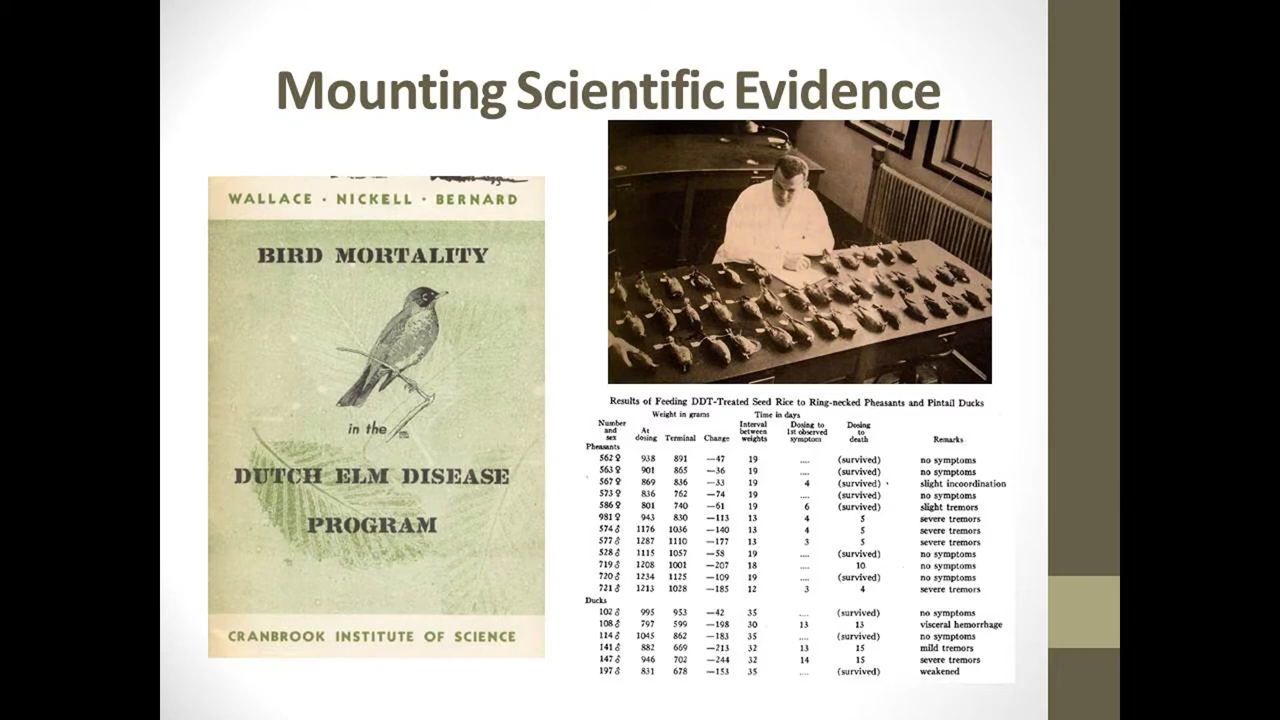 Mounting Scientific Evidence
WALLACE · NICKELL · BERNARD
BIRD MORTALITY
in the
DUTCH ELM DISEASE
PROGRAM
CRANBROOK INSTITUTE OF SCIENCE
Results of Feeding DDT-Treated Seed Rice to Ring-necked Pheasants and Pintail Ducks
Weight in grams Time in days
Number and sex At dosing Terminal Change Interval between weights Dosing to 1st observed symptom Dosing to death Remarks
Pheasants
562♀ 938 891 —47 19 .... (survived) no symptoms
563♀ 901 865 —36 19 .... (survived) no symptoms
567♀ 869 836 —33 19 4 (survived) slight incoordination
573♀ 836 762 —74 19 .... (survived) no symptoms
586♀ 801 740 —61 19 6 (survived) slight tremors
981♀ 943 830 —113 13 4 5 severe tremors
574♂ 1176 1036 —140 13 4 5 severe tremors
577♂ 1287 1110 —177 13 3 5 severe tremors
528♂ 1115 1057 —58 19 .... (survived) no symptoms
719♂ 1208 1001 —207 18 .... 10 no symptoms
720♂ 1234 1125 —109 19 .... (survived) no symptoms
721♂ 1213 1028 —185 12 3 4 severe tremors
Ducks
102♂ 995 953 —42 35 .... (survived) no symptoms
108♂ 797 599 —198 30 13 13 visceral hemorrhage
114♂ 1045 862 —183 35 .... (survived) no symptoms
141♂ 882 669 —213 32 13 15 mild tremors
147♂ 946 702 —244 32 14 15 severe tremors
197♂ 831 678 —153 35 .... (survived) weakened